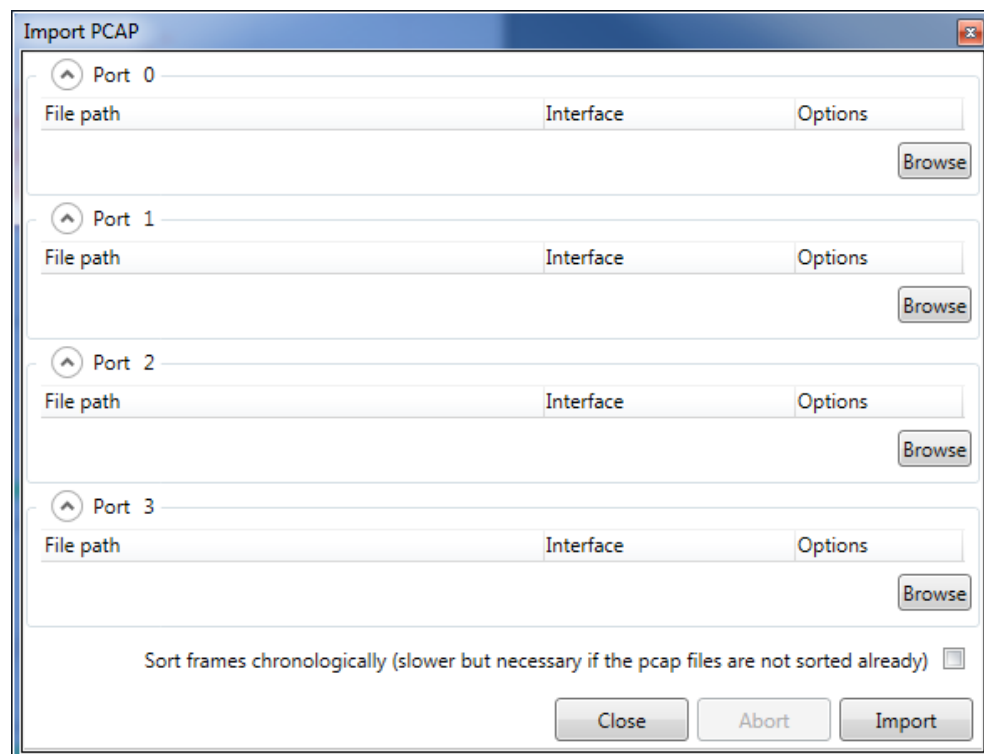 Import PCAP
Port 0
File path Interface Options
Browse
Port 1
File path Interface Options
Browse
Port 2
File path Interface Options
Browse
Port 3
File path Interface Options
Browse
Sort frames chronologically (slower but necessary if the pcap files are not sorted already)
Close Abort Import